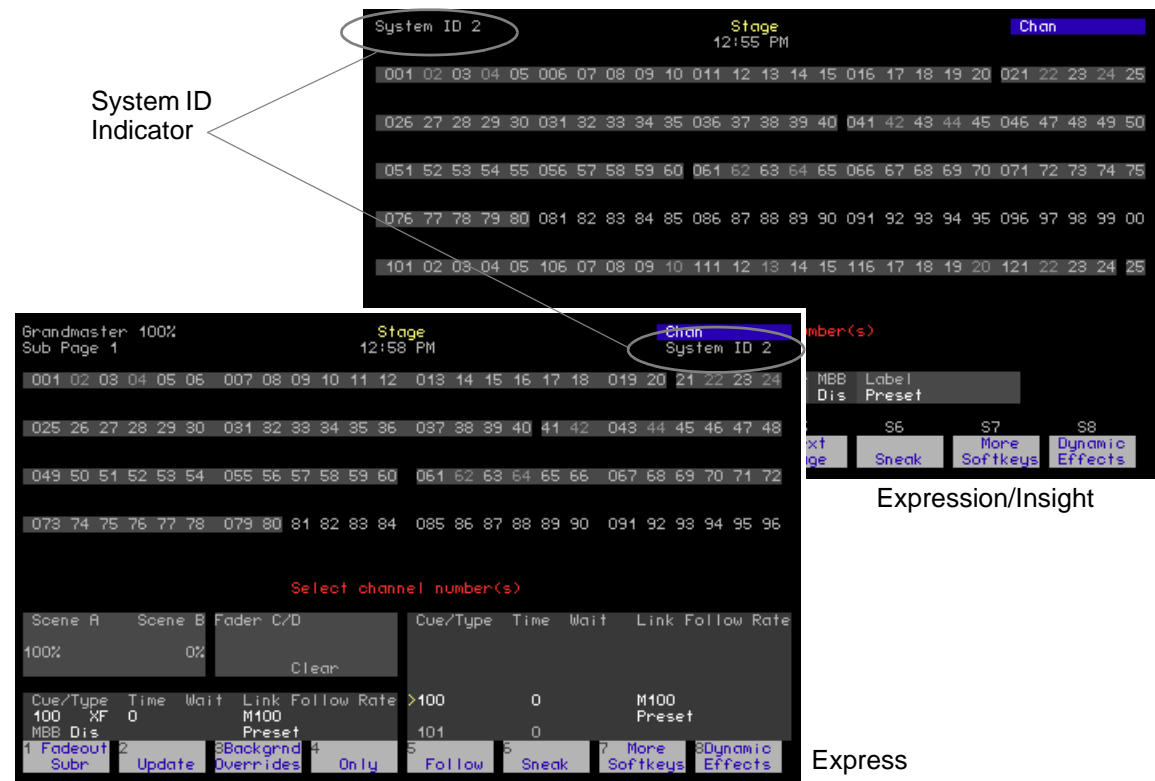 System ID 2 Stage Chan
12:55 PM
001 02 03 04 05 006 07 08 09 10 011 12 13 14 15 016 17 18 19 20 021 22 23 24 25
System ID
Indicator
026 27 28 29 30 031 32 33 34 35 036 37 38 39 40 041 42 43 44 45 046 47 48 49 50
051 52 53 54 55 056 57 58 59 60 061 62 63 64 65 066 67 68 69 70 071 72 73 74 75
076 77 78 79 80 081 82 83 84 85 086 87 88 89 90 091 92 93 94 95 096 97 98 99 00
101 02 03 04 05 106 07 08 09 10 111 12 13 14 15 116 17 18 19 20 121 22 23 24 25
mber(s)
MBB Label
Dis Preset
S6 S7 S8
Sneak More Softkeys Dynamic Effects
Expression/Insight
Grandmaster 100% Stage Chan
Sub Page 1 12:58 PM System ID 2
001 02 03 04 05 06 007 08 09 10 11 12 013 14 15 16 17 18 019 20 21 22 23 24
025 26 27 28 29 30 031 32 33 34 35 36 037 38 39 40 41 42 043 44 45 46 47 48
049 50 51 52 53 54 055 56 57 58 59 60 061 62 63 64 65 66 067 68 69 70 71 72
073 74 75 76 77 78 079 80 81 82 83 84 085 86 87 88 89 90 091 92 93 94 95 96
Select channel number(s)
Scene A Scene B Fader C/D Cue/Type Time Wait Link Follow Rate
100% 0%
Clear
Cue/Type Time Wait Link Follow Rate >100 0 M100
100 XF 0 M100 Preset
MBB Dis Preset 101 0
1 Fadeout 2 3Backgrnd 4 5 6 7 More 8Dynamic
Subr Update Overrides Only Follow Sneak Softkeys Effects
Express